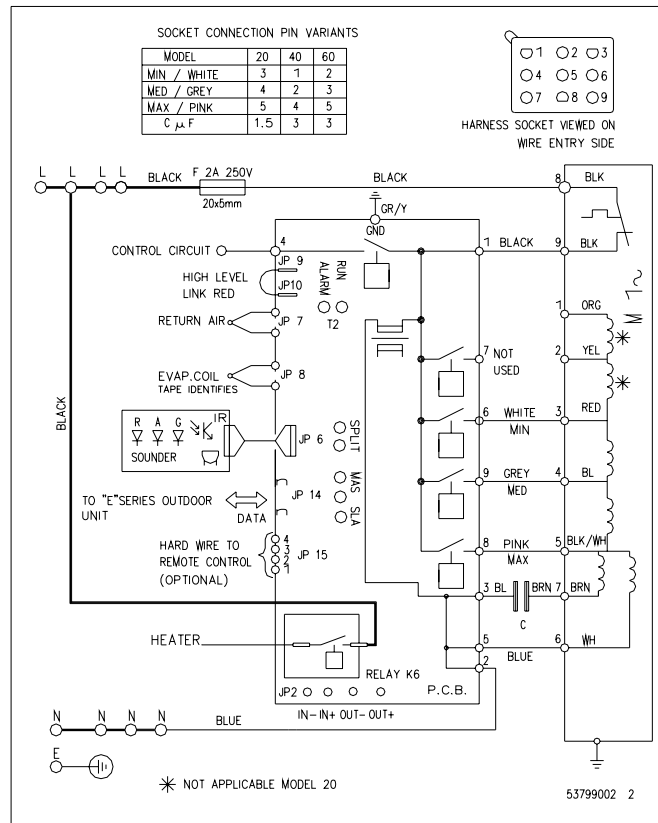 SOCKET CONNECTION PIN VARIANTS
MODEL 20 40 60
MIN / WHITE 3 1 2
MED / GREY 4 2 3
MAX / PINK 5 4 5
C µF 1.5 3 3
1 2 3
4 5 6
7 8 9
HARNESS SOCKET VIEWED ON
WIRE ENTRY SIDE
L L L L
BLACK
F 2A 250V
20x5mm
BLACK
8 BLK
GR/Y
GND
CONTROL CIRCUIT
4
1 BLACK 9 BLK
JP 9
HIGH LEVEL
LINK RED
JP10
RUN
ALARM
T2
RETURN AIR
JP 7
M 1~
1 ORG
2 YEL
7 NOT
USED
EVAP.COIL
TAPE IDENTIFIES
JP 8
BLACK
6 WHITE
MIN
3 RED
R A G IR
SOUNDER
JP 6
SPLIT
MAS
SLA
9 GREY
MED
4 BL
TO "E"SERIES OUTDOOR
UNIT
DATA
JP 14
HARD WIRE TO
REMOTE CONTROL
(OPTIONAL)
4
3
2
1
JP 15
8 PINK
MAX
5 BLK/WH
3 BL
C
BRN 7 BRN
5
BLUE
6 WH
2
HEATER
RELAY K6
JP2
P.C.B.
IN- IN+ OUT- OUT+
N N N N
BLUE
E
✳ NOT APPLICABLE MODEL 20
53799002 2